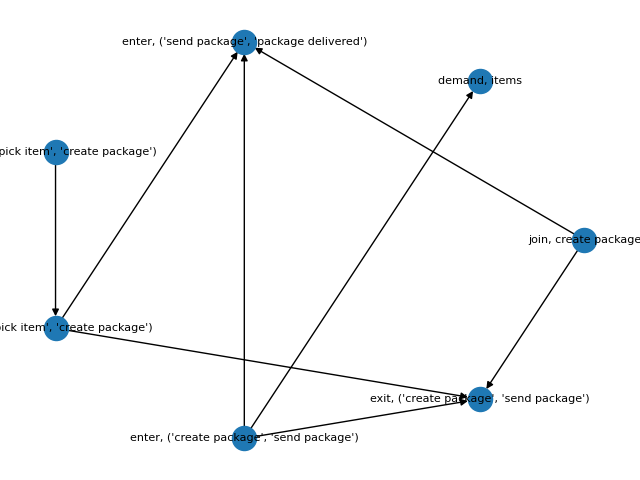 enter, ('send package', 'package delivered')
demand, items
pick item', 'create package')
join, create package
pick item', 'create package')
exit, ('create package', 'send package')
enter, ('create package', 'send package')